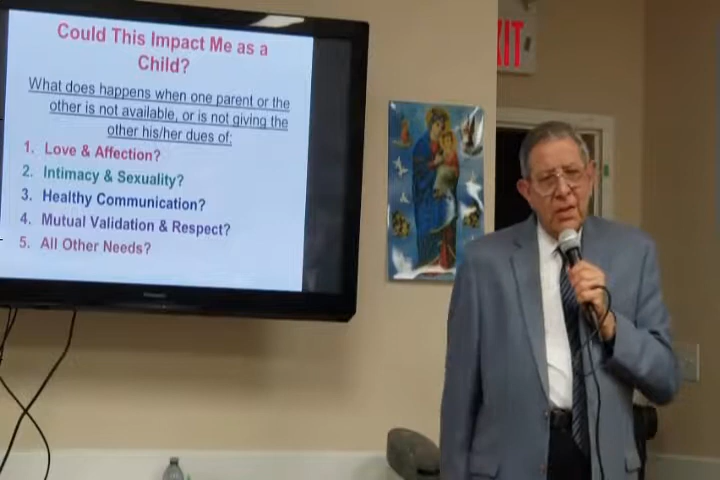 Could This Impact Me as a
Child?
What does happens when one parent or the
other is not available, or is not giving the
other his/her dues of:
1. Love & Affection?
2. Intimacy & Sexuality?
3. Healthy Communication?
4. Mutual Validation & Respect?
5. All Other Needs?
Panasonic
XIT